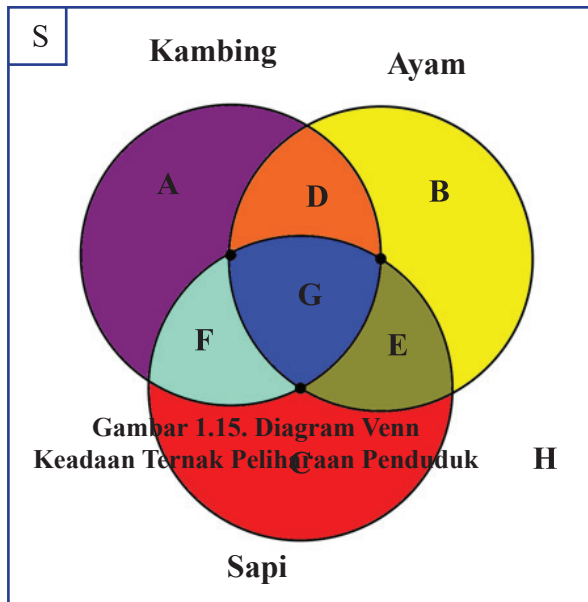 S
Kambing
Ayam
A
D
B
G
F
E
Gambar 1.15. Diagram Venn
Keadaan Ternak Peliharaan Penduduk
C
H
Sapi